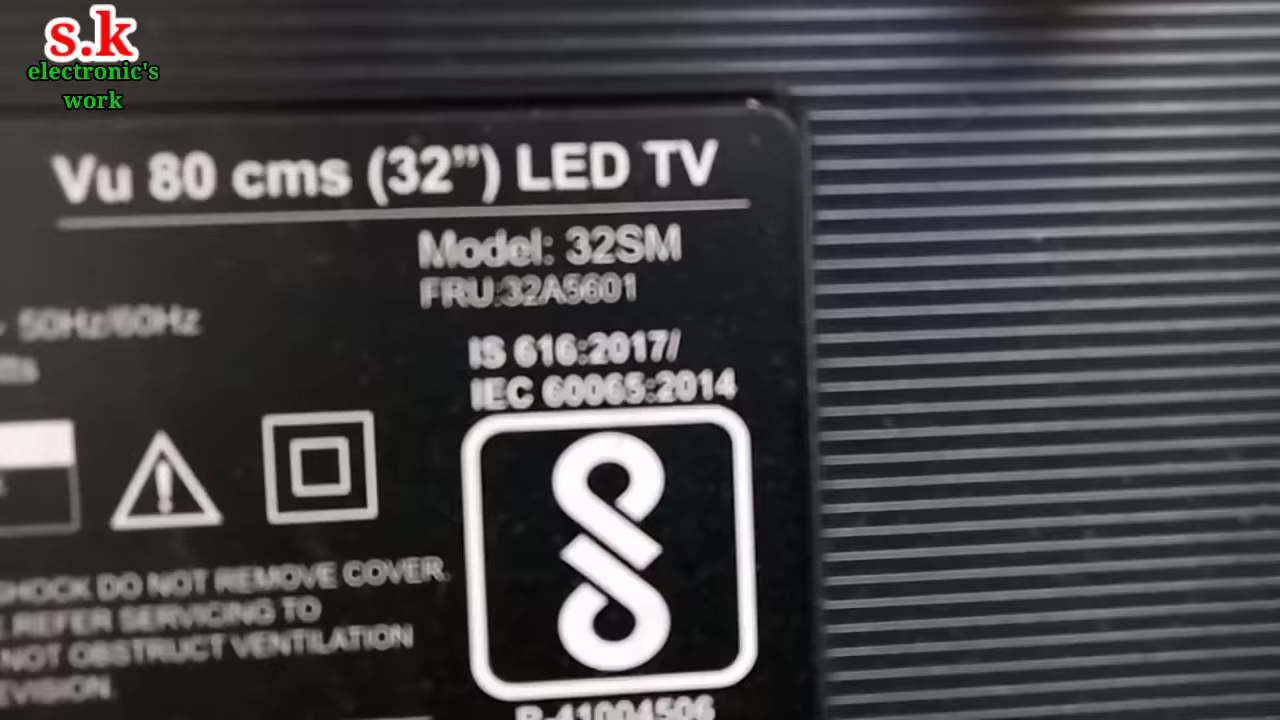 s.k
electronic's
work
Vu 80 cms (32”) LED TV
Model: 32SM
FRU:32A5601
50Hz/60Hz
IS 616:2017/
IEC 60065:2014
SHOCK DO NOT REMOVE COVER.
REFER SERVICING TO
NOT OBSTRUCT VENTILATION
R-41004506